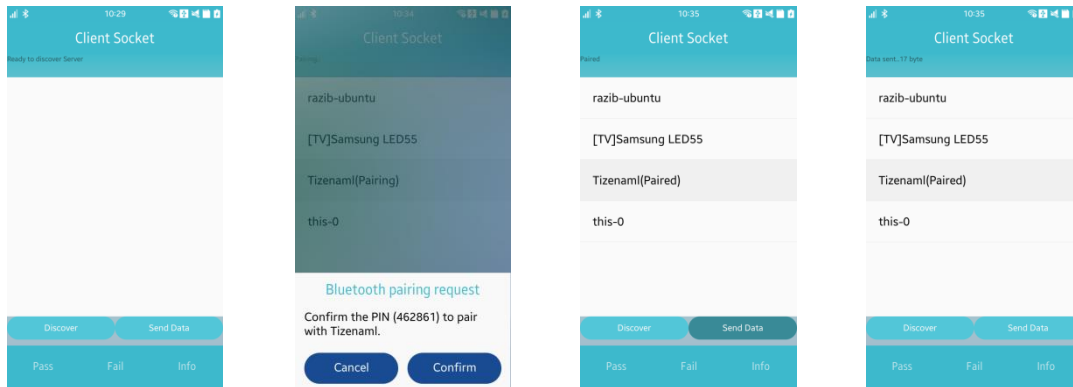 10:29
Client Socket
Ready to discover Server
Discover
Send Data
Pass
Fail
Info
10:34
Client Socket
Pairing..
razib-ubuntu
[TV]Samsung LED55
Tizenaml(Pairing)
this-0
Bluetooth pairing request
Confirm the PIN (462861) to pair
with Tizenaml.
Cancel
Confirm
10:35
Client Socket
Paired
razib-ubuntu
[TV]Samsung LED55
Tizenaml(Paired)
this-0
Discover
Send Data
Pass
Fail
Info
10:35
Client Socket
Data sent..17 byte
razib-ubuntu
[TV]Samsung LED55
Tizenaml(Paired)
this-0
Discover
Send Data
Pass
Fail
Info